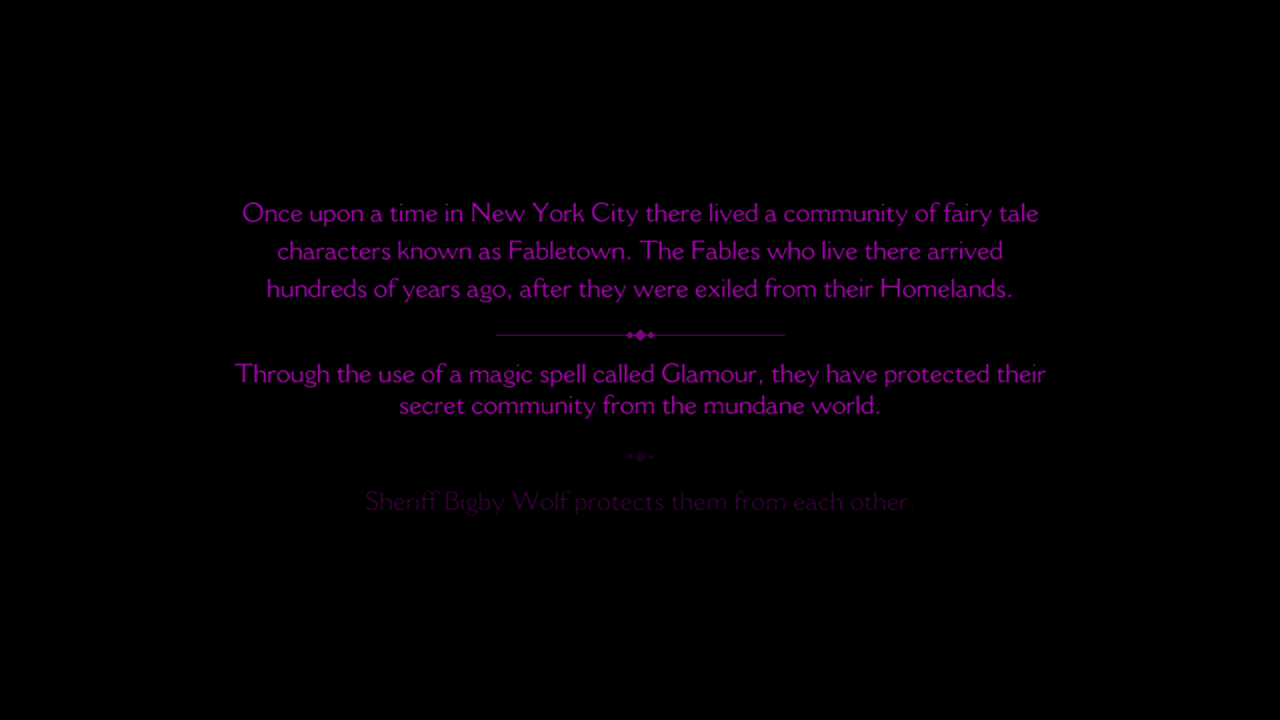 Once upon a time in New York City there lived a community of fairy tale
characters known as Fabletown. The Fables who live there arrived
hundreds of years ago, after they were exiled from their Homelands.
Through the use of a magic spell called Glamour, they have protected their
secret community from the mundane world.
Sheriff Bigby Wolf protects them from each other.